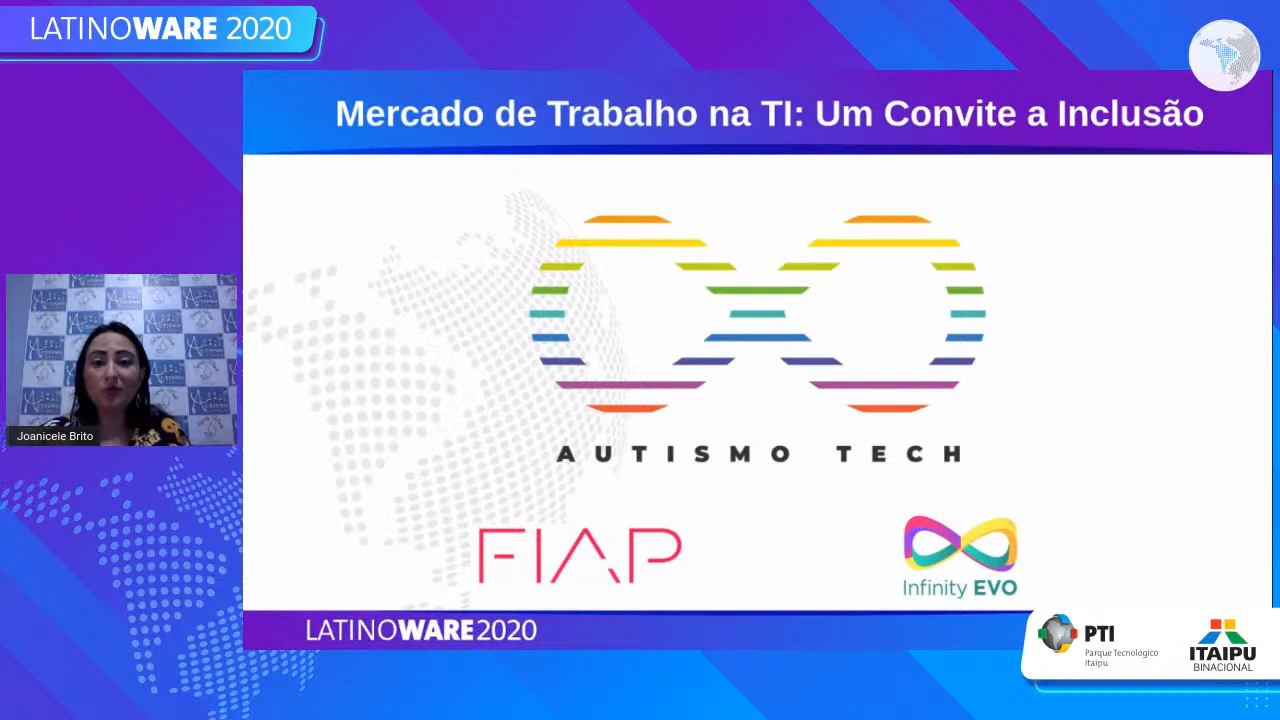 LATINOWARE 2020
Mercado de Trabalho na TI: Um Convite a Inclusão
AUTISMO TECH
FIAP
Infinity EVO
Joanicele Brito
LATINOWARE2020
PTI
Parque Tecnológico
Itaipu
ITAIPU
BINACIONAL